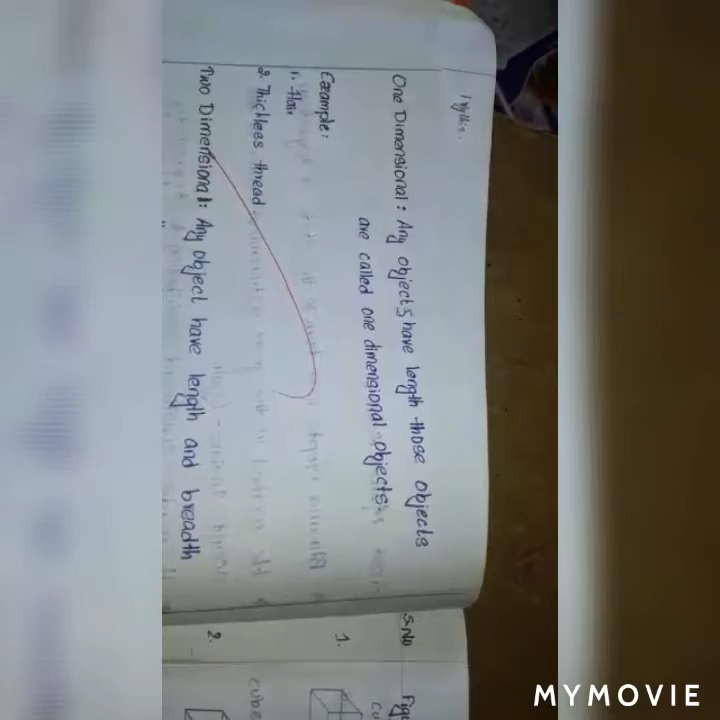 One Dimensional: Any objects have length those objects
are called one dimensional objects
Example:
1. Hair
2. Thickless thread
Two Dimensional: Any object have length and breadth
S.No
1.
2.
cube
MYMOVIE